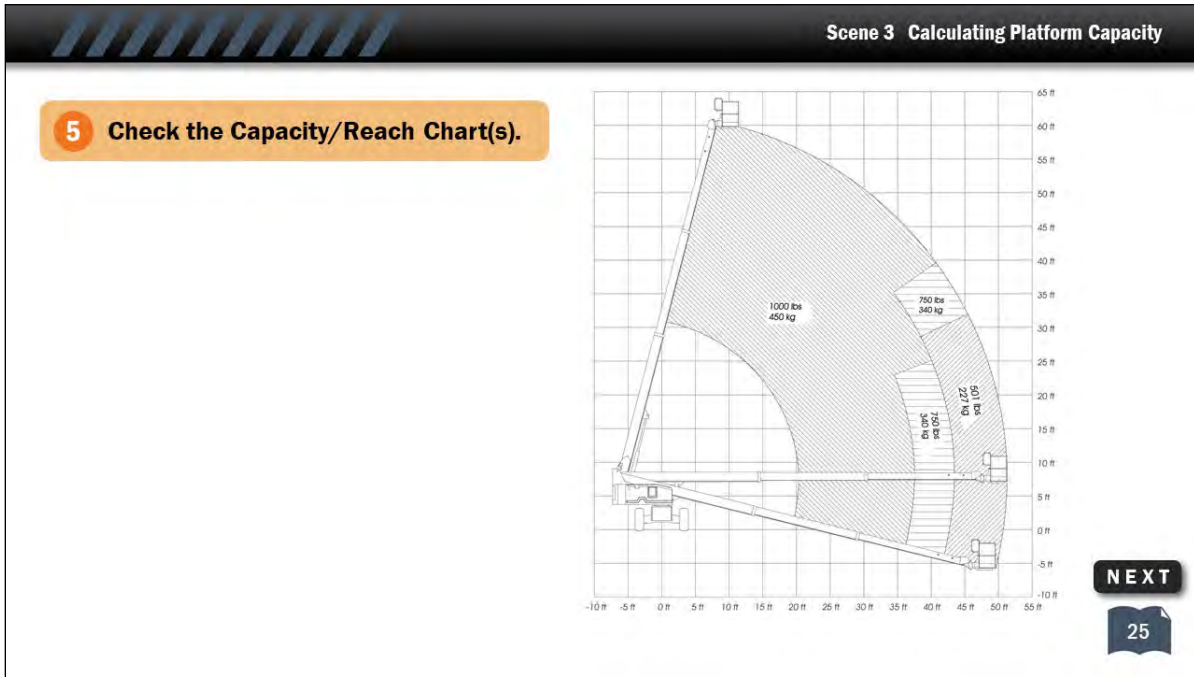 Scene 3 Calculating Platform Capacity
5 Check the Capacity/Reach Chart(s).
65 ft
60 ft
55 ft
50 ft
45 ft
40 ft
35 ft
30 ft
25 ft
20 ft
15 ft
10 ft
5 ft
0 ft
-5 ft
-10 ft
1000 lbs
450 kg
750 lbs
340 kg
501 lbs
227 kg
750 lbs
340 kg
-10 ft -5 ft 0 ft 5 ft 10 ft 15 ft 20 ft 25 ft 30 ft 35 ft 40 ft 45 ft 50 ft 55 ft
NEXT
25